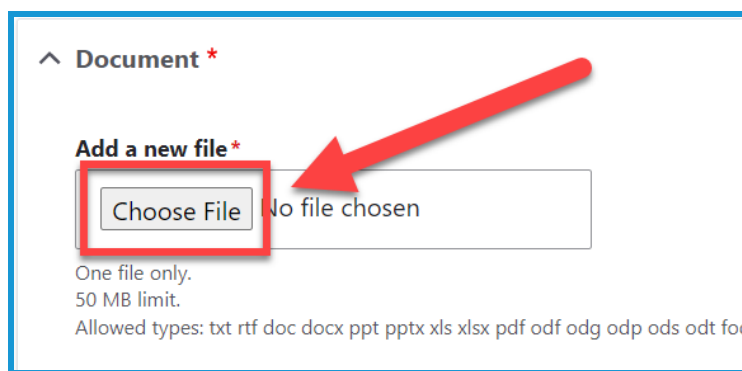 Document *
Add a new file*
Choose File No file chosen
One file only.
50 MB limit.
Allowed types: txt rtf doc docx ppt pptx xls xlsx pdf odf odg odp ods odt